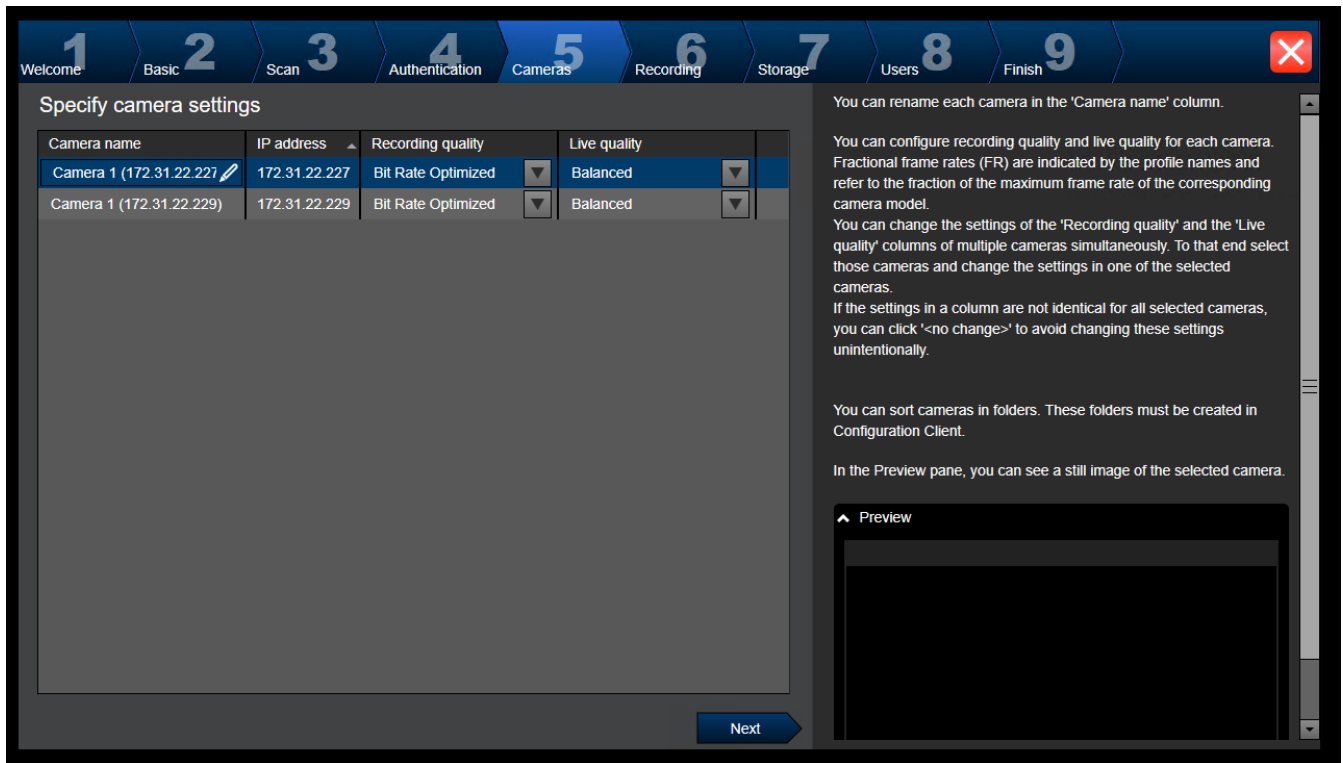 1 Welcome
2 Basic
3 Scan
4 Authentication
5 Cameras
6 Recording
7 Storage
8 Users
9 Finish
Specify camera settings
Camera name IP address Recording quality Live quality
Camera 1 (172.31.22.227 172.31.22.227 Bit Rate Optimized Balanced
Camera 1 (172.31.22.229) 172.31.22.229 Bit Rate Optimized Balanced
Next
You can rename each camera in the 'Camera name' column.
You can configure recording quality and live quality for each camera.
Fractional frame rates (FR) are indicated by the profile names and
refer to the fraction of the maximum frame rate of the corresponding
camera model.
You can change the settings of the 'Recording quality' and the 'Live
quality' columns of multiple cameras simultaneously. To that end select
those cameras and change the settings in one of the selected
cameras.
If the settings in a column are not identical for all selected cameras,
you can click '<no change>' to avoid changing these settings
unintentionally.
You can sort cameras in folders. These folders must be created in
Configuration Client.
In the Preview pane, you can see a still image of the selected camera.
Preview